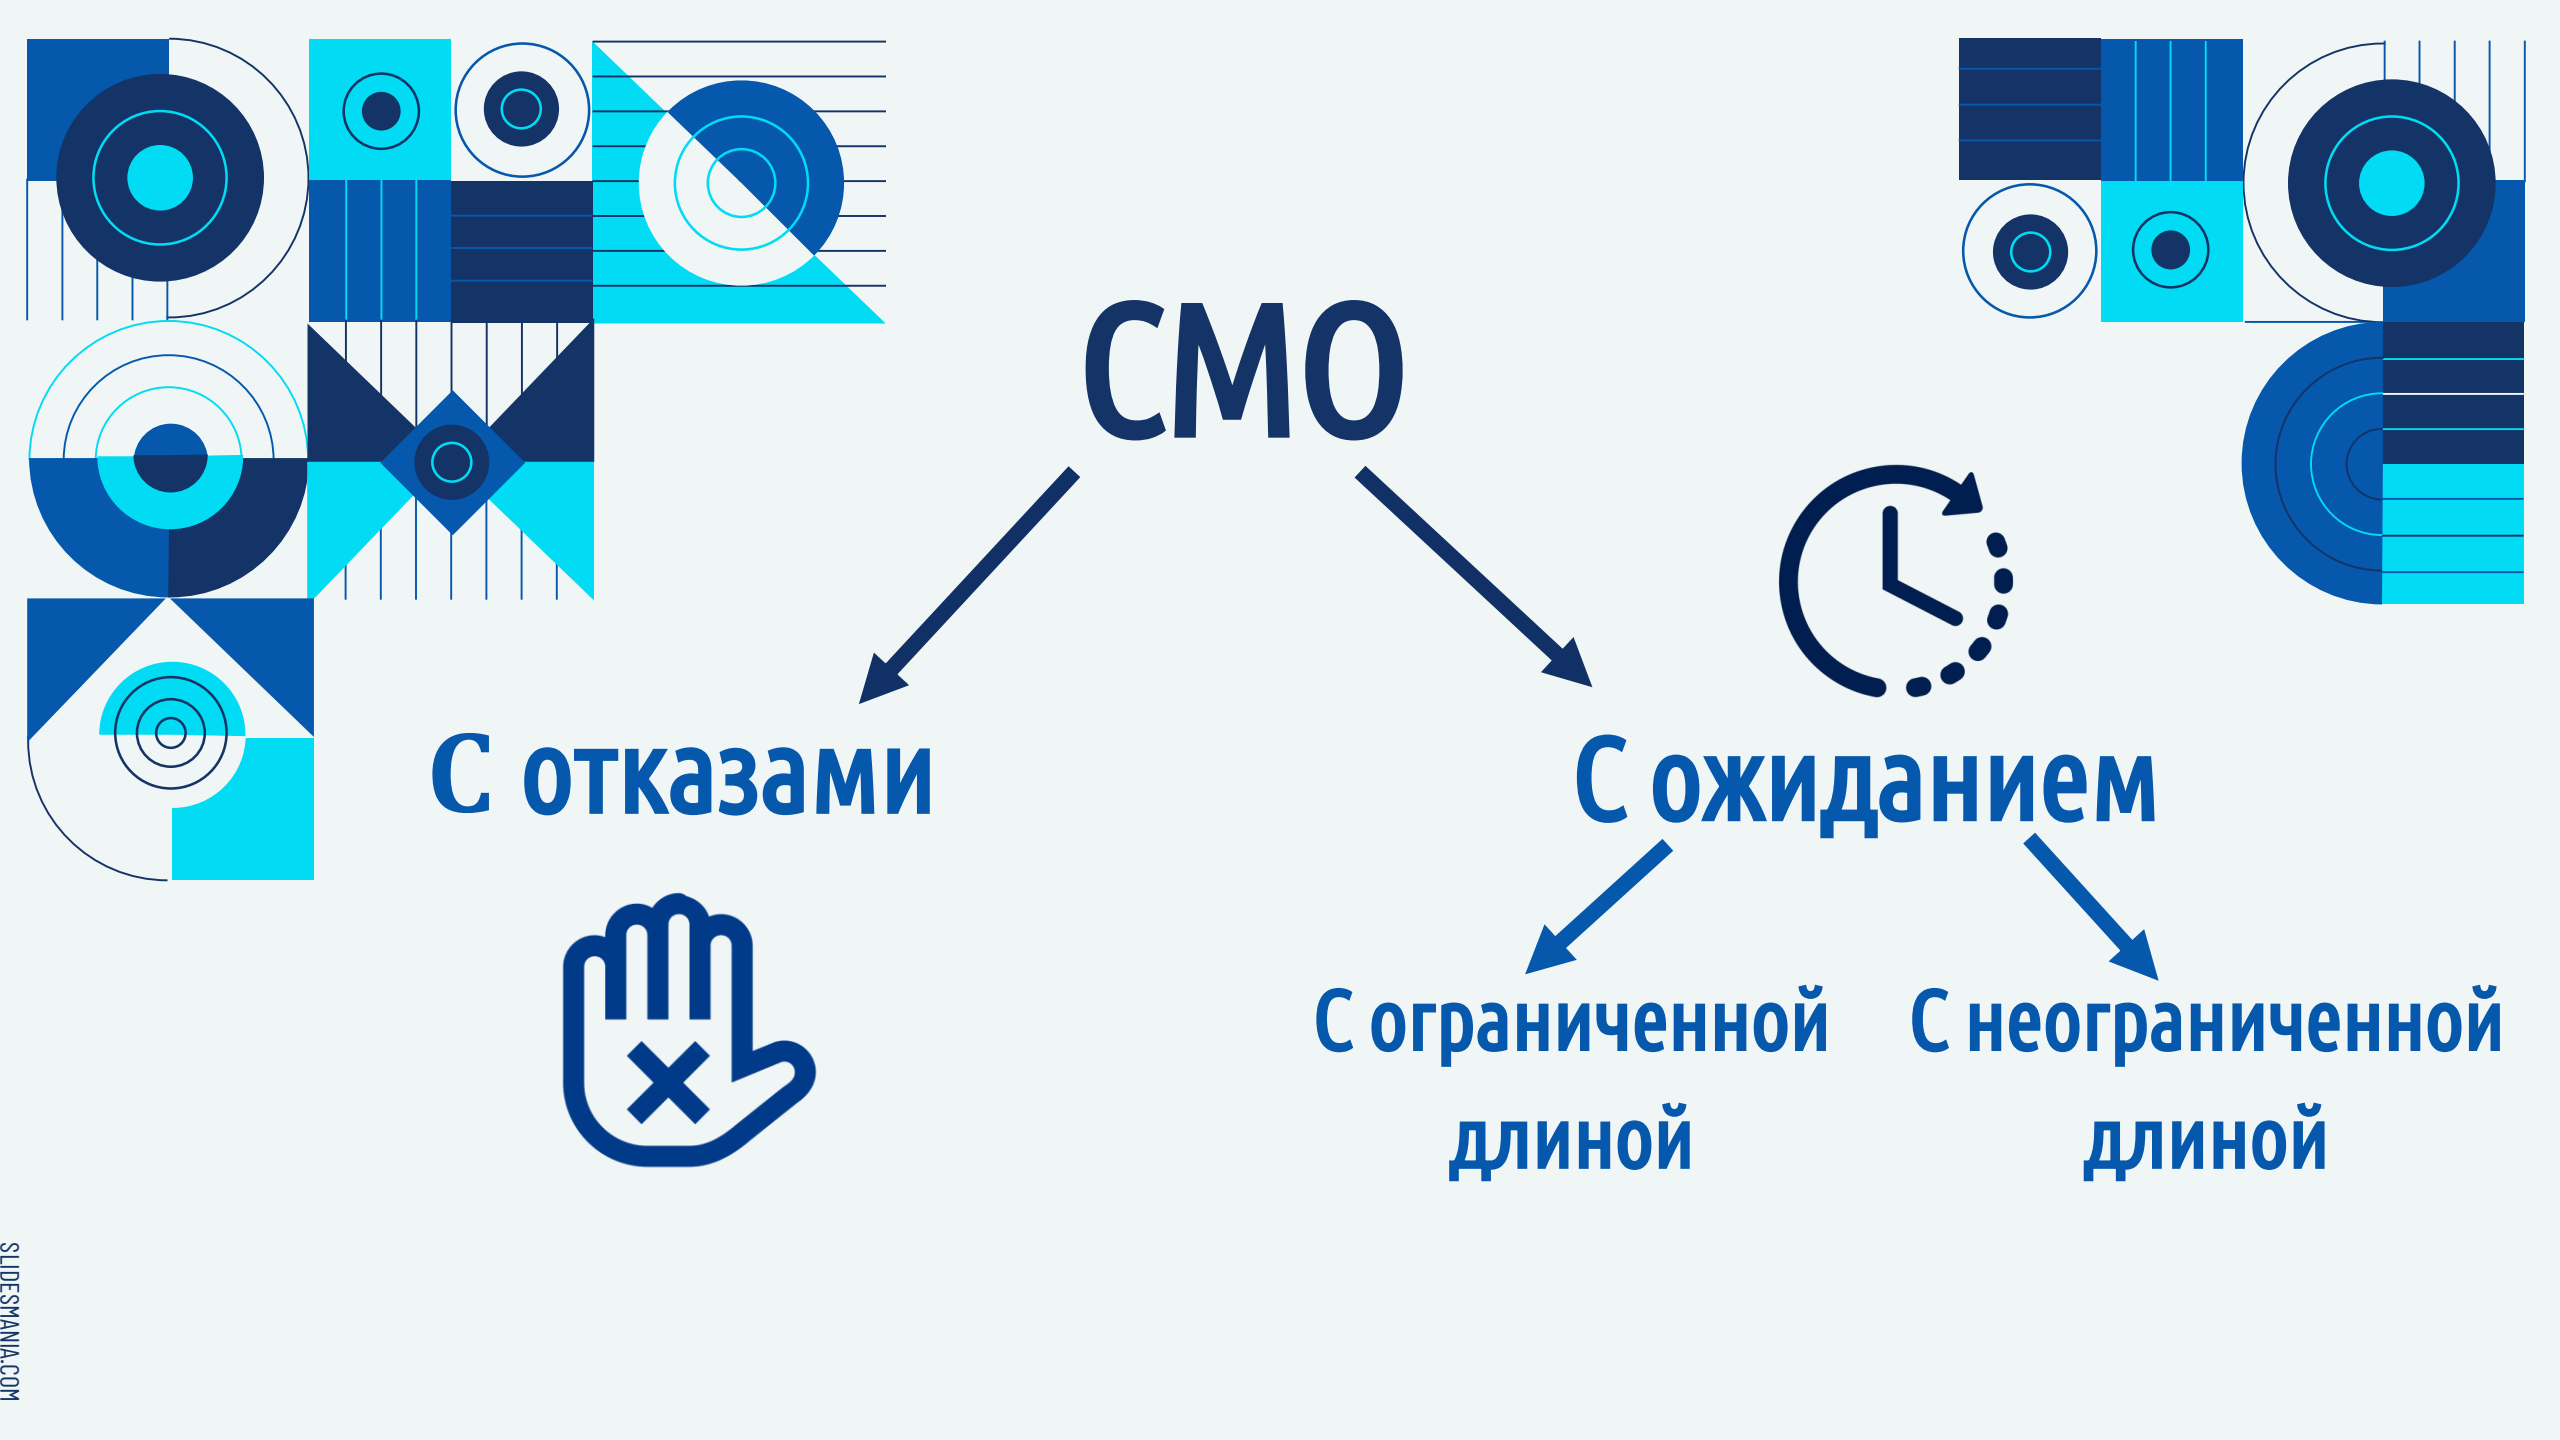 СМО
С отказами
С ожиданием
С ограниченной
длиной
С неограниченной
длиной
SLIDESMANIA.COM